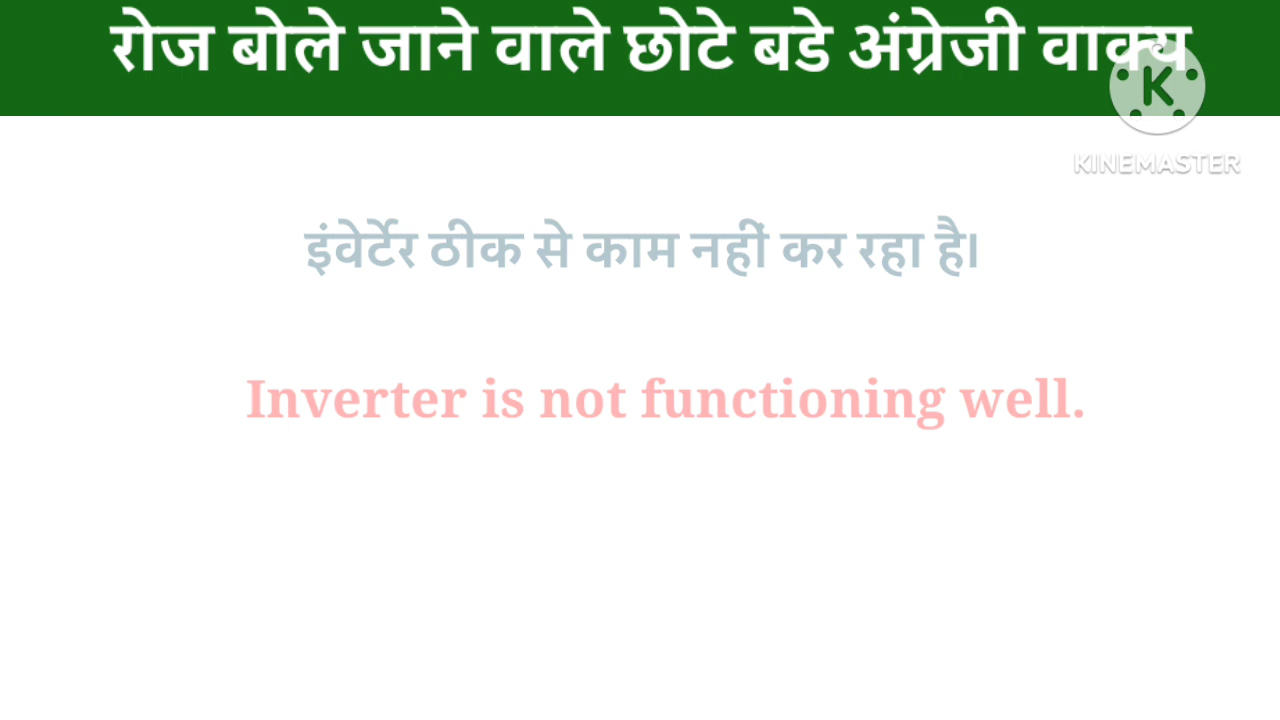 रोज बोले जाने वाले छोटे बडे अंग्रेजी वाक्य
K
KINEMASTER
इंवेर्टेर ठीक से काम नहीं कर रहा है।
Inverter is not functioning well.